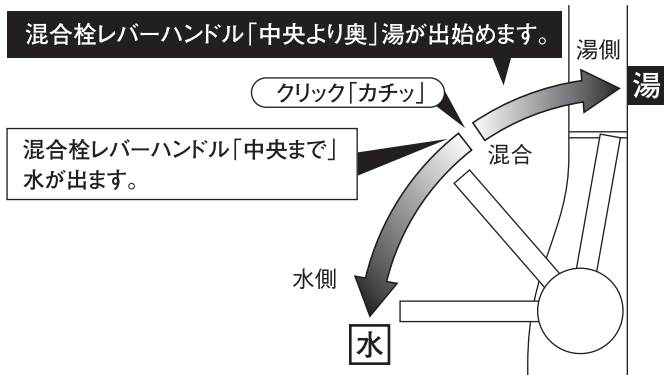 混合栓レバーハンドル「中央より奥」湯が出始めます。
湯側
湯
クリック「カチッ」
混合栓レバーハンドル「中央まで」
水が出ます。
混合
水側
水